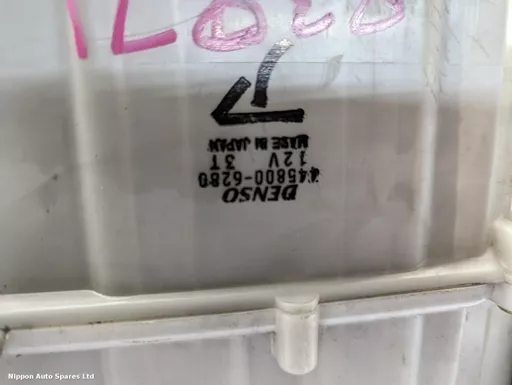 DENSO
445800-6280
12V 3T
MADE IN JAPAN
Nippon Auto Spares Ltd